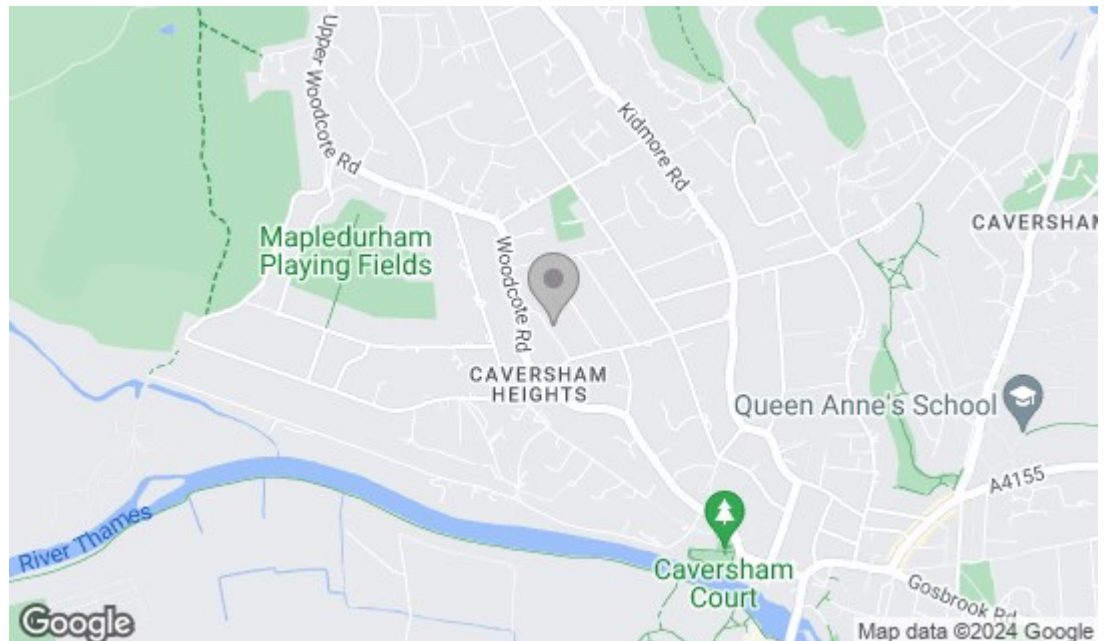 Upper Woodcote Rd
Kidmore Rd
CAVERSHAM
Mapledurham
Playing Fields
Woodcote Rd
CAVERSHAM
HEIGHTS
Queen Anne's School
A4155
River Thames
Caversham
Court
Gosbrook Rd
Google
Map data ©2024 Google